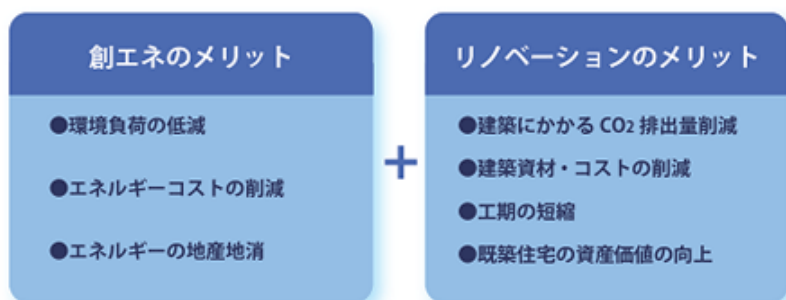 創エネのメリット
●環境負荷の低減
●エネルギーコストの削減
●エネルギーの地産地消
+
リノベーションのメリット
●建築にかかる CO2 排出量削減
●建築資材・コストの削減
●工期の短縮
●既築住宅の資産価値の向上